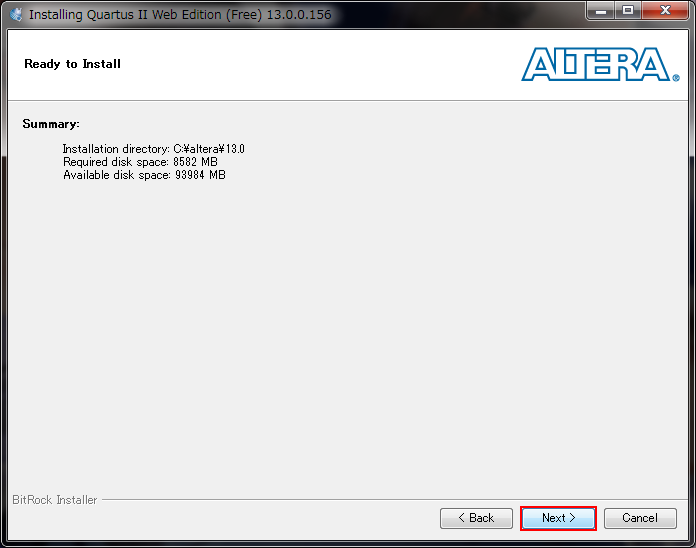 Installing Quartus II Web Edition (Free) 13.0.0.156
Ready to Install
ALTERA®
Summary:
Installation directory: C:¥altera¥13.0
Required disk space: 8582 MB
Available disk space: 93984 MB
BitRock Installer
< Back
Next >
Cancel